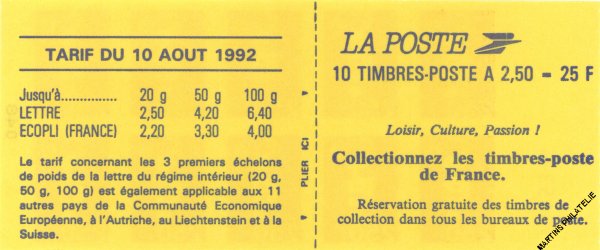 TARIF DU 10 AOUT 1992
Jusqu'à............... 20 g 50 g 100 g
LETTRE 2,50 4,20 6,40
ECOPLI (FRANCE) 2,20 3,30 4,00
Le tarif concernant les 3 premiers échelons
de poids de la lettre du régime intérieur (20 g,
50 g, 100 g) est également applicable aux 11
autres pays de la Communauté Economique
Européenne, à l'Autriche, au Liechtenstein et à la
Suisse.
PLIER ICI
LA POSTE
10 TIMBRES-POSTE A 2,50 - 25 F
Loisir, Culture, Passion !
Collectionnez les timbres-poste
de France.
Réservation gratuite des timbres de
collection dans tous les bureaux de poste.
MARTINS PHILATELIE